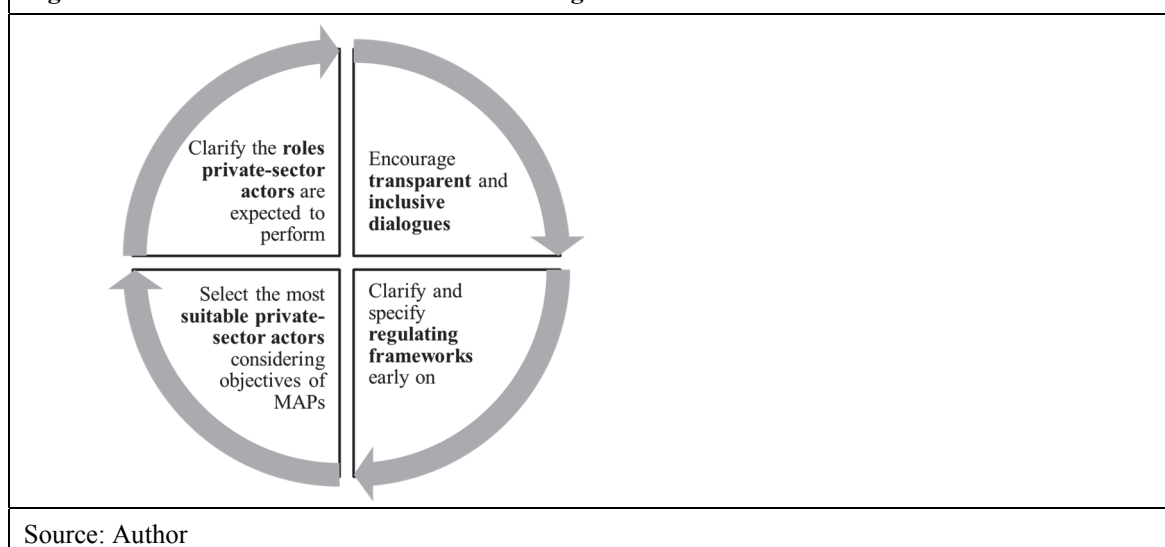 Clarify the roles
private-sector
actors are
expected to
perform
Encourage
transparent and
inclusive
dialogues
Select the most
suitable private-
sector actors
considering
objectives of
MAPs
Clarify and
specify
regulating
frameworks
early on
Source: Author